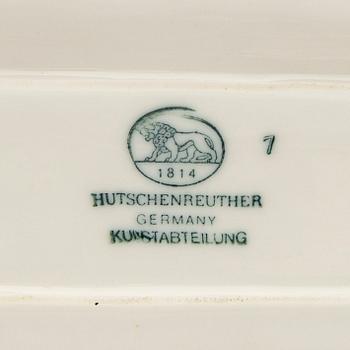 1814
7
HUTSCHENREUTHER
GERMANY
KUNSTABTEILUNG